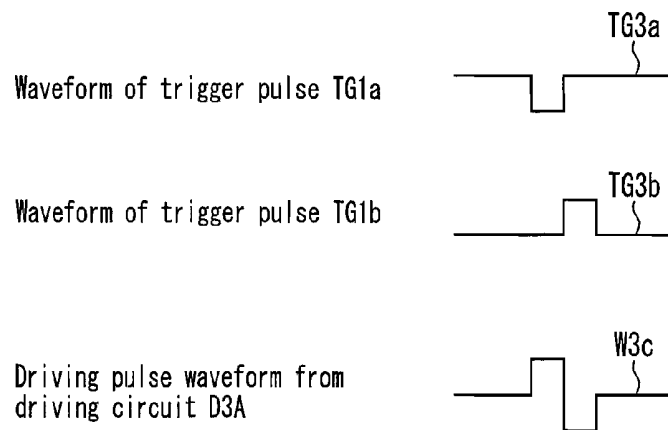 TG3a
Waveform of trigger pulse TG1a
TG3b
Waveform of trigger pulse TG1b
W3c
Driving pulse waveform from
driving circuit D3A